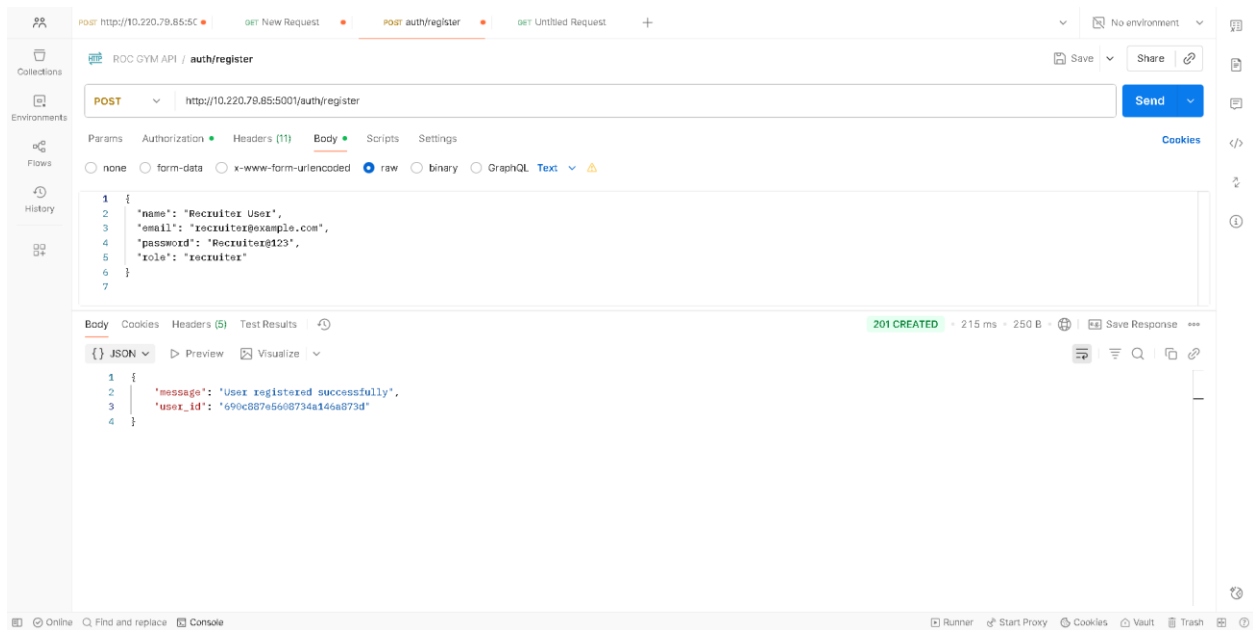 POST http://10.220.79.85:50
GET New Request
POST auth/register
GET Untitled Request
No environment
Collections
Environments
Flows
History
HTTP ROC GYM API / auth/register
Save
Share
POST http://10.220.79.85:5001/auth/register
Send
Params Authorization Headers (11) Body Scripts Settings
Cookies
none form-data x-www-form-urlencoded raw binary GraphQL Text
1 {
2 "name": "Recruiter User",
3 "email": "recruiter@example.com",
4 "password": "Recruiter@123",
5 "role": "recruiter"
6 }
7
Body Cookies Headers (5) Test Results
201 CREATED • 215 ms • 250 B
Save Response
{} JSON Preview Visualize
1 {
2 "message": "User registered successfully",
3 "user_id": "690c887e5608734a146a873d"
4 }
Online Find and replace Console
Runner Start Proxy Cookies Vault Trash